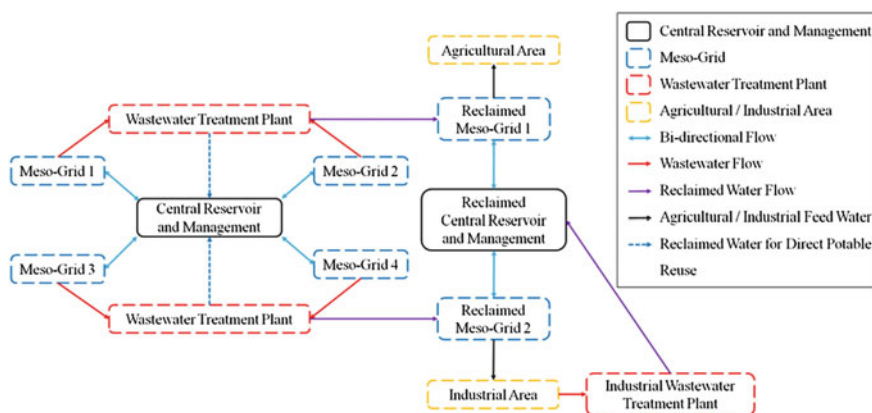 Agricultural Area
Wastewater Treatment Plant
Reclaimed
Meso-Grid 1
Meso-Grid 1
Meso-Grid 2
Central Reservoir
and Management
Reclaimed
Central Reservoir
and Management
Meso-Grid 3
Meso-Grid 4
Wastewater Treatment Plant
Reclaimed
Meso-Grid 2
Industrial Area
Industrial Wastewater
Treatment Plant
Central Reservoir and Management
Meso-Grid
Wastewater Treatment Plant
Agricultural / Industrial Area
Bi-directional Flow
Wastewater Flow
Reclaimed Water Flow
Agricultural / Industrial Feed Water
Reclaimed Water for Direct Potable
Reuse